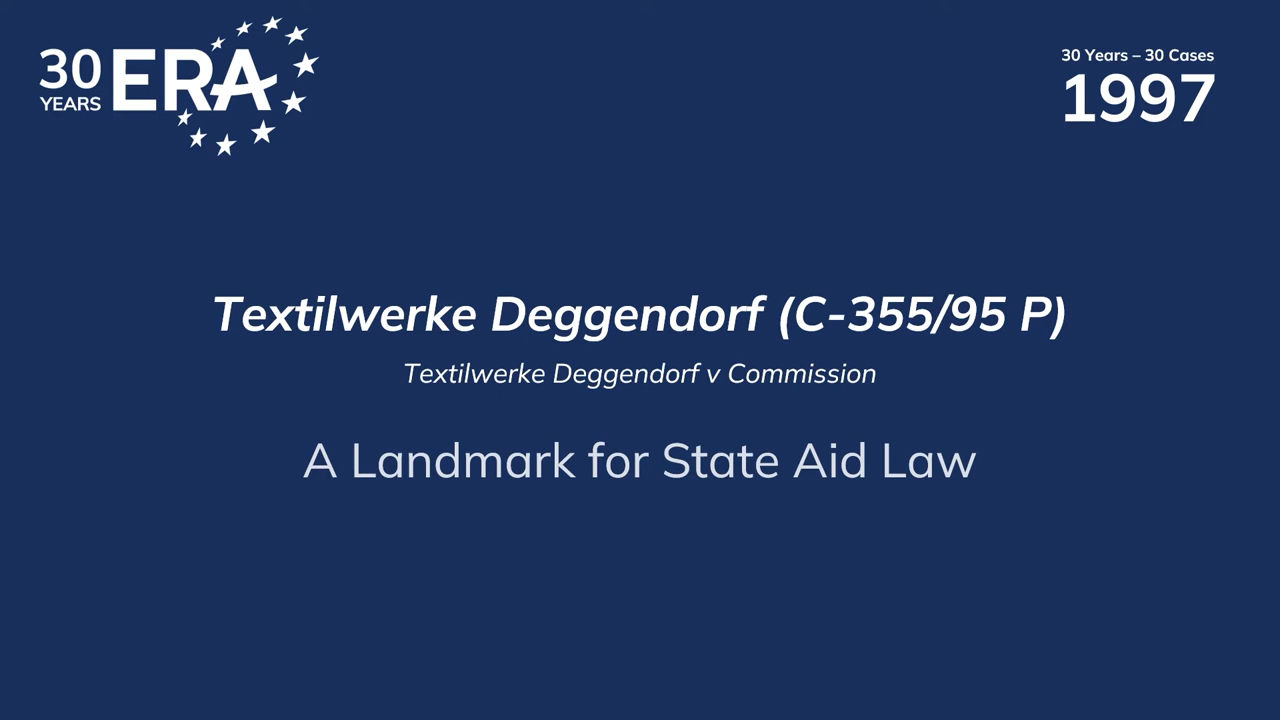 30
YEARS
ERA
30 Years – 30 Cases
1997
Textilwerke Deggendorf (C-355/95 P)
Textilwerke Deggendorf v Commission
A Landmark for State Aid Law